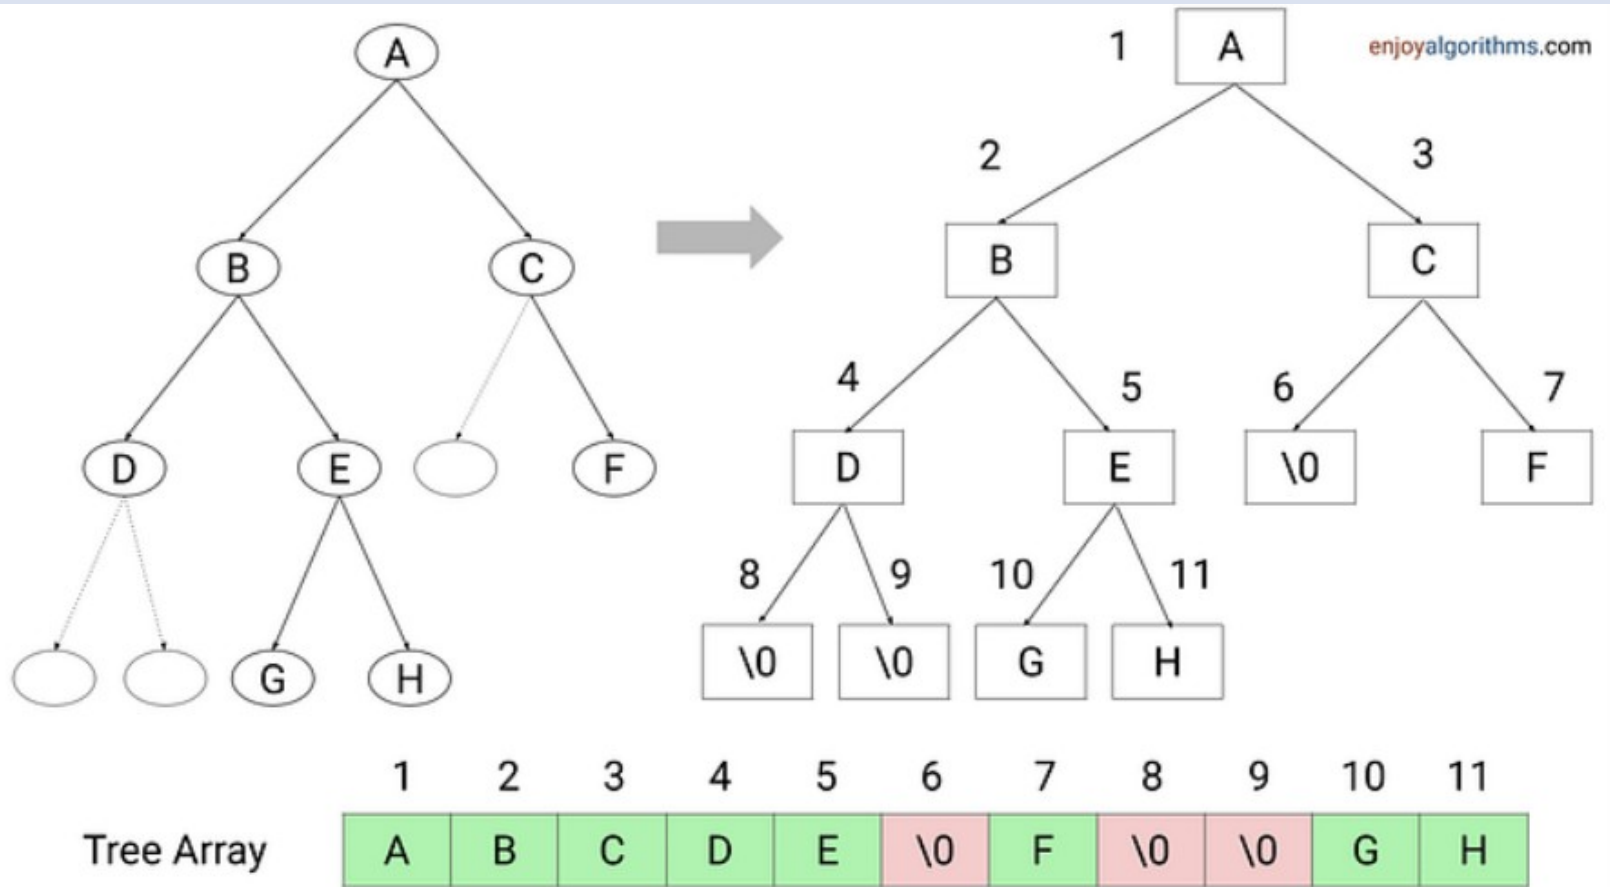 A
1 A enjoyalgorithms.com
2 3
B C
B C
4 5 6 7
D E F
D E \0 F
8 9 10 11
G H
\0 \0 G H
1 2 3 4 5 6 7 8 9 10 11
Tree Array A B C D E \0 F \0 \0 G H